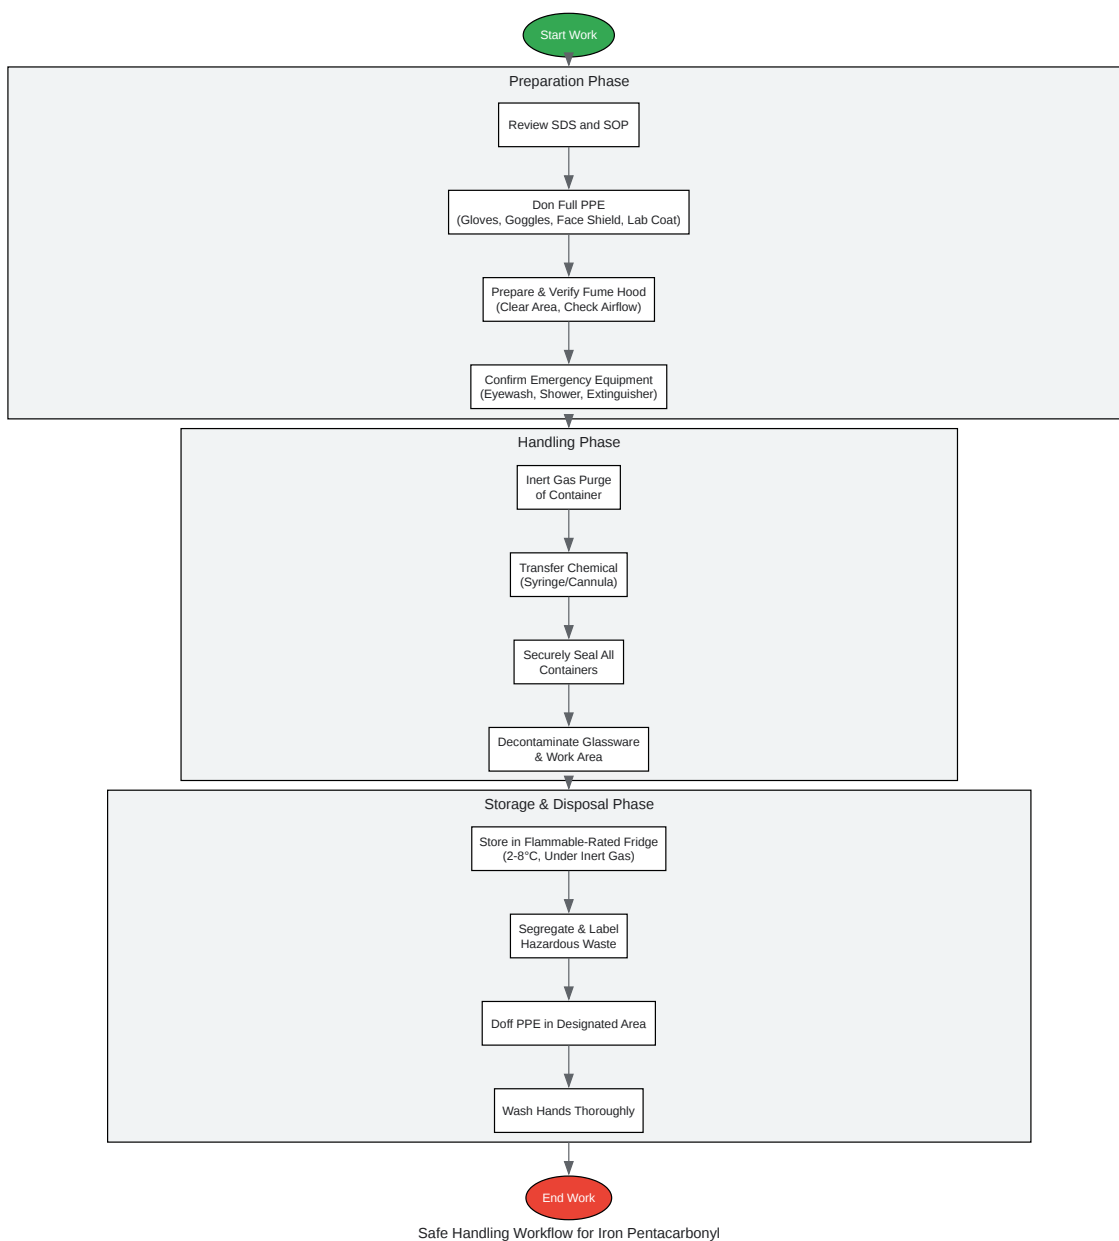 Start Work
Preparation Phase
Review SDS and SOP
Don Full PPE
(Gloves, Goggles, Face Shield, Lab Coat)
Prepare & Verify Fume Hood
(Clear Area, Check Airflow)
Confirm Emergency Equipment
(Eyewash, Shower, Extinguisher)
Handling Phase
Inert Gas Purge
of Container
Transfer Chemical
(Syringe/Cannula)
Securely Seal All
Containers
Decontaminate Glassware
& Work Area
Storage & Disposal Phase
Store in Flammable-Rated Fridge
(2-8°C, Under Inert Gas)
Segregate & Label
Hazardous Waste
Doff PPE in Designated Area
Wash Hands Thoroughly
End Work
Safe Handling Workflow for Iron Pentacarbonyl